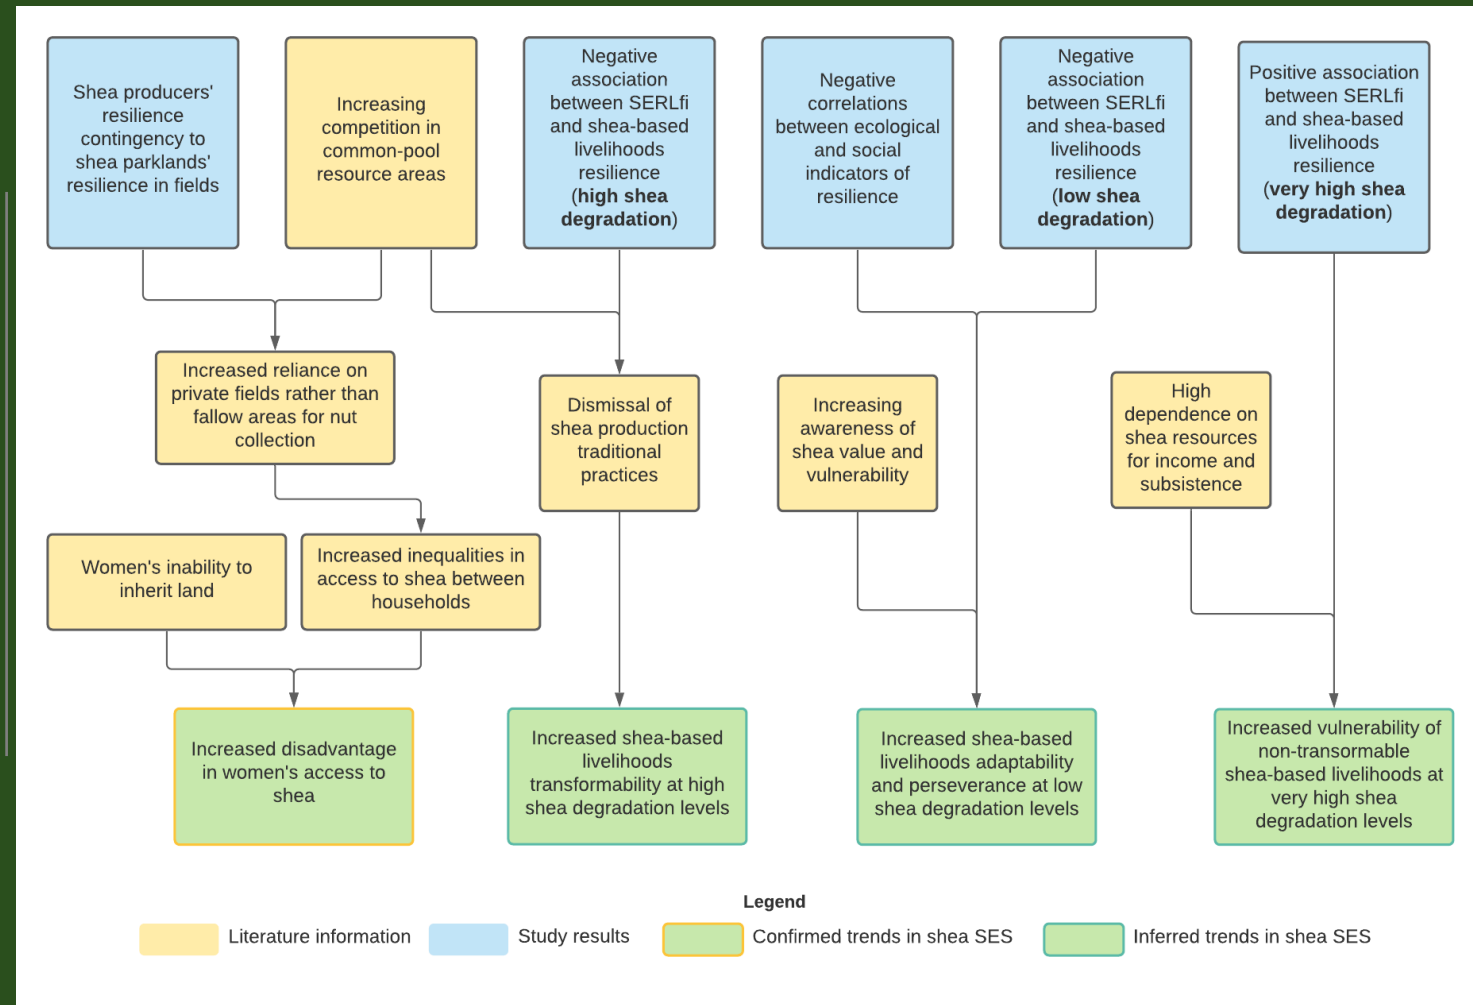 Shea producers'
resilience
contingency to
shea parklands'
resilience in fields
Increasing
competition in
common-pool
resource areas
Negative
association
between SERLfi
and shea-based
livelihoods
resilience
(high shea
degradation)
Negative
correlations
between ecological
and social
indicators of
resilience
Negative
association
between SERLfi
and shea-based
livelihoods
resilience
(low shea
degradation)
Positive association
between SERLfi
and shea-based
livelihoods
resilience
(very high shea
degradation)
Increased reliance on
private fields rather than
fallow areas for nut
collection
Dismissal of
shea production
traditional
practices
Increasing
awareness of
shea value and
vulnerability
High
dependence on
shea resources
for income and
subsistence
Women's inability to
inherit land
Increased inequalities in
access to shea between
households
Increased disadvantage
in women's access to
shea
Increased shea-based
livelihoods
transformability at high
shea degradation levels
Increased shea-based
livelihoods adaptability
and perseverance at low
shea degradation levels
Increased vulnerability of
non-transormable
shea-based livelihoods at
very high shea
degradation levels
Legend
Literature information
Study results
Confirmed trends in shea SES
Inferred trends in shea SES